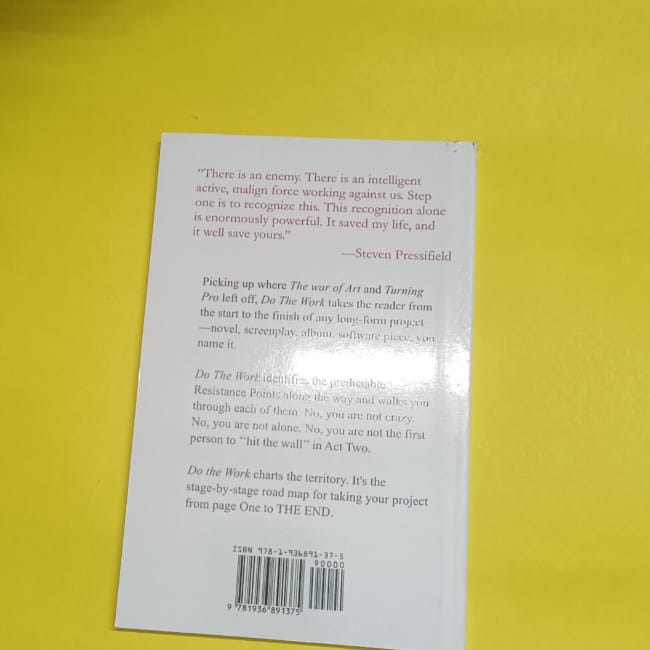 “There is an enemy. There is an intelligent
active, malign force working against us. Step
one is to recognize this. This recognition alone
is enormously powerful. It saved my life, and
it well save yours.”
—Steven Pressifield
Picking up where The war of Art and Turning
Pro left off, Do The Work takes the reader from
the start to the finish of any long-form project
—novel, screenplay, album, software piece, you
name it.
Do The Work identifies the predictable
Resistance Points along the way and walks you
through each of them. No, you are not crazy.
No, you are not alone. No, you are not the first
person to “hit the wall” in Act Two.
Do the Work charts the territory. It's the
stage-by-stage road map for taking your project
from page One to THE END.
ISBN 978-1-936891-37-5
90000
9 781936 891375